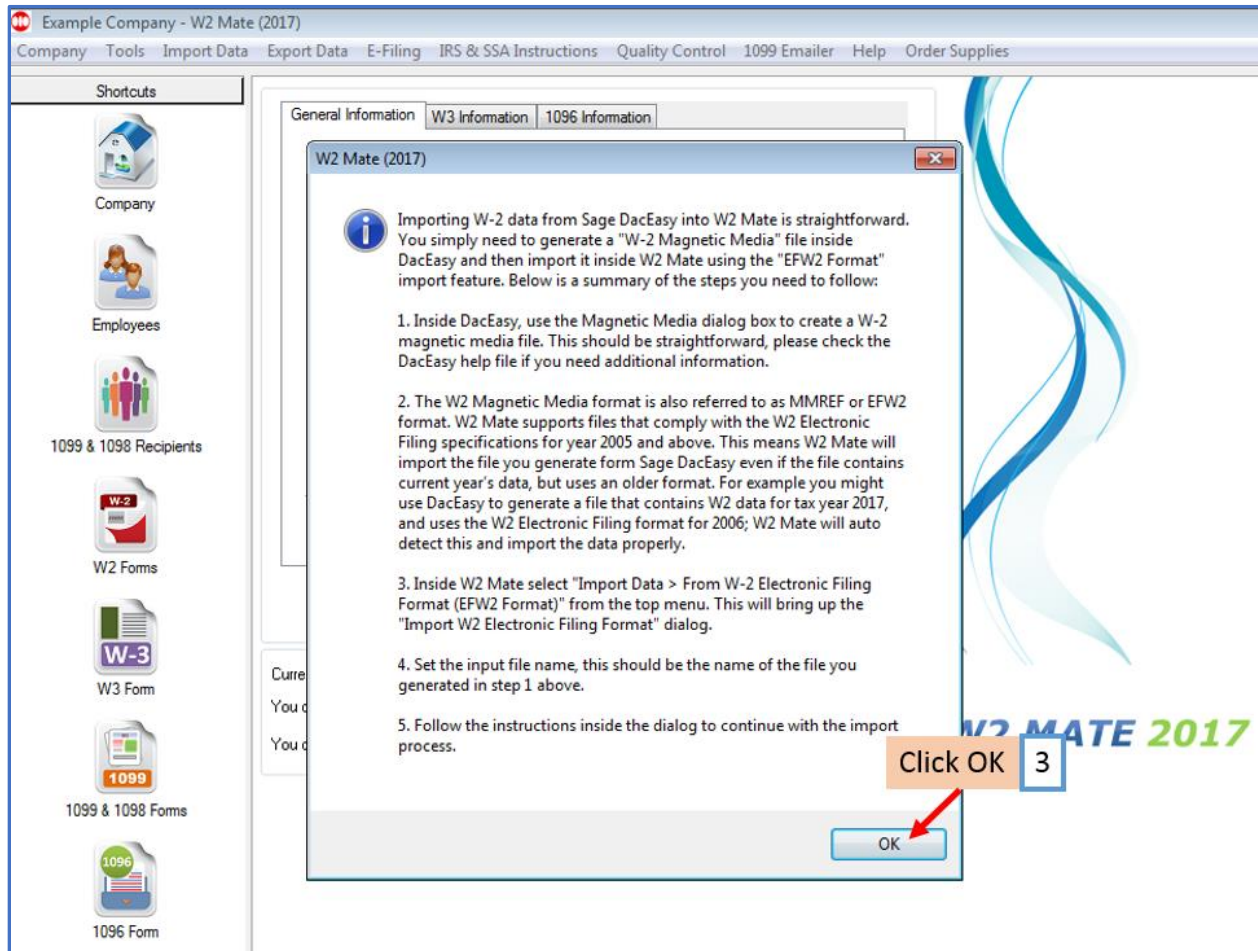 Example Company - W2 Mate (2017)
Company Tools Import Data Export Data E-Filing IRS & SSA Instructions Quality Control 1099 Emailer Help Order Supplies
Shortcuts
Company
Employees
1099 & 1098 Recipients
W-2
W2 Forms
W-3
W3 Form
1099
1099 & 1098 Forms
1096
1096 Form
General Information W3 Information 1096 Information
W2 Mate (2017)
Importing W-2 data from Sage DacEasy into W2 Mate is straightforward.
You simply need to generate a "W-2 Magnetic Media" file inside
DacEasy and then import it inside W2 Mate using the "EFW2 Format"
import feature. Below is a summary of the steps you need to follow:
1. Inside DacEasy, use the Magnetic Media dialog box to create a W-2
magnetic media file. This should be straightforward, please check the
DacEasy help file if you need additional information.
2. The W2 Magnetic Media format is also referred to as MMREF or EFW2
format. W2 Mate supports files that comply with the W2 Electronic
Filing specifications for year 2005 and above. This means W2 Mate will
import the file you generate form Sage DacEasy even if the file contains
current year's data, but uses an older format. For example you might
use DacEasy to generate a file that contains W2 data for tax year 2017,
and uses the W2 Electronic Filing format for 2006; W2 Mate will auto
detect this and import the data properly.
3. Inside W2 Mate select "Import Data > From W-2 Electronic Filing
Format (EFW2 Format)" from the top menu. This will bring up the
"Import W2 Electronic Filing Format" dialog.
4. Set the input file name, this should be the name of the file you
generated in step 1 above.
5. Follow the instructions inside the dialog to continue with the import
process.
OK
Curre
You c
You c
W2 MATE 2017
Click OK 3